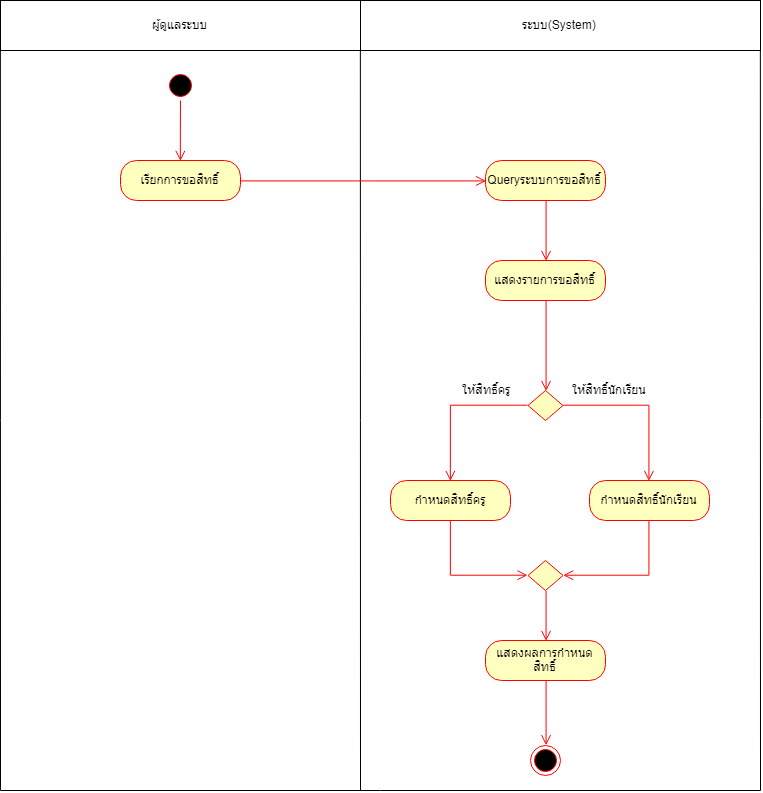 ผู้ดูแลระบบ
ระบบ(System)
เรียกการขอสิทธิ์
Queryระบบการขอสิทธิ์
แสดงรายการขอสิทธิ์
ให้สิทธิ์ครู
ให้สิทธิ์นักเรียน
กำหนดสิทธิ์ครู
กำหนดสิทธิ์นักเรียน
แสดงผลการกำหนด
สิทธิ์